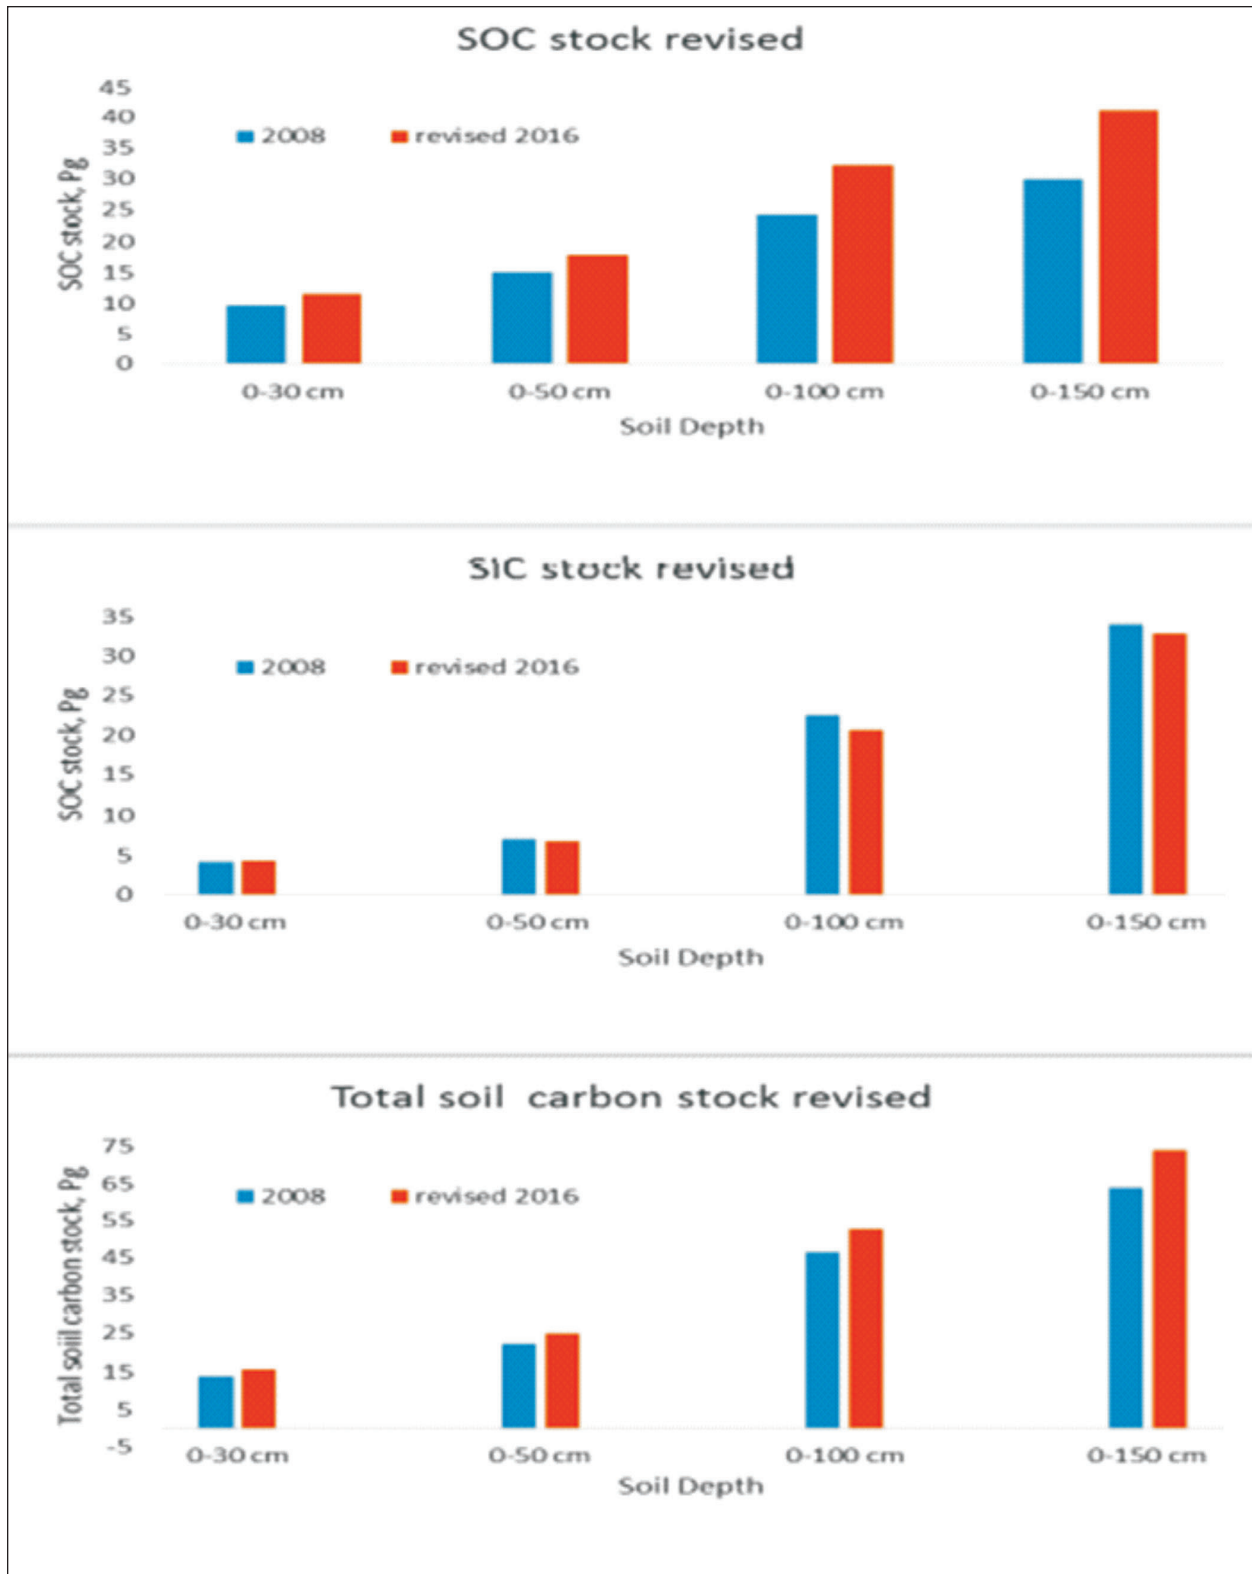 SOC stock revised
45
40
35
30
25
20
15
10
5
0
SOC stock, Pg
2008
revised 2016
0-30 cm
0-50 cm
0-100 cm
0-150 cm
Soil Depth
SIC stock revised
35
30
25
20
15
10
5
0
SOC stock, Pg
2008
revised 2016
0-30 cm
0-50 cm
0-100 cm
0-150 cm
Soil Depth
Total soil carbon stock revised
75
65
55
45
35
25
15
5
-5
Total soiil carbon stock, Pg
2008
revised 2016
0-30 cm
0-50 cm
0-100 cm
0-150 cm
Soil Depth